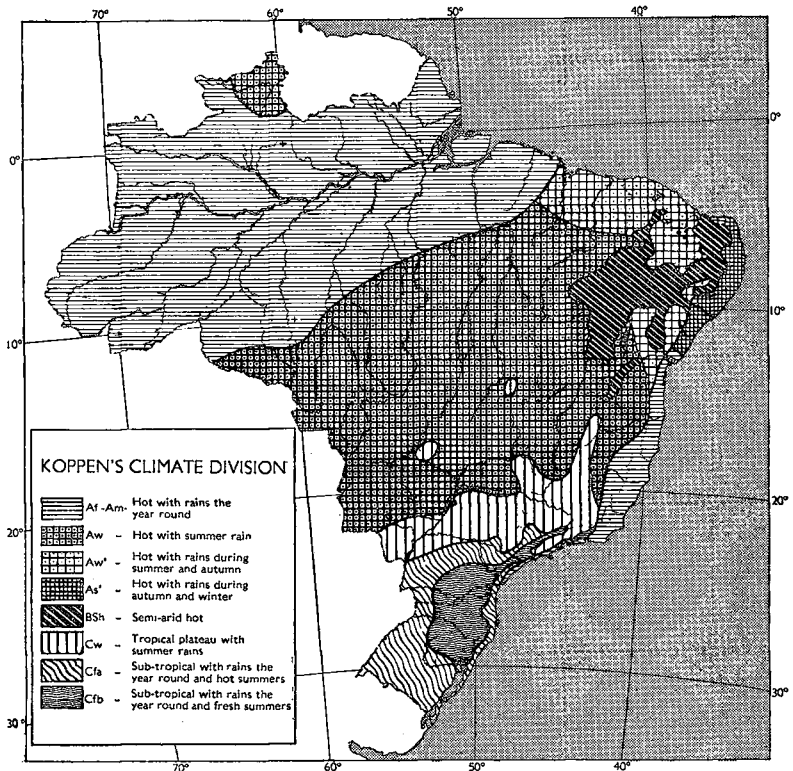 70° 60° 50° 40°
0°
0°
10°
10°
20°
20°
30°
30°
70° 60° 50° 40°
KOPPEN'S CLIMATE DIVISION
Af-Am- Hot with rains the
year round
Aw - Hot with summer rain
Aw' - Hot with rains during
summer and autumn
As' - Hot with rains during
autumn and winter
BSh - Semi-arid hot
Cw - Tropical plateau with
summer rains
Cfa - Sub-tropical with rains the
year round and hot summers
Cfb - Sub-tropical with rains the
year round and fresh summers